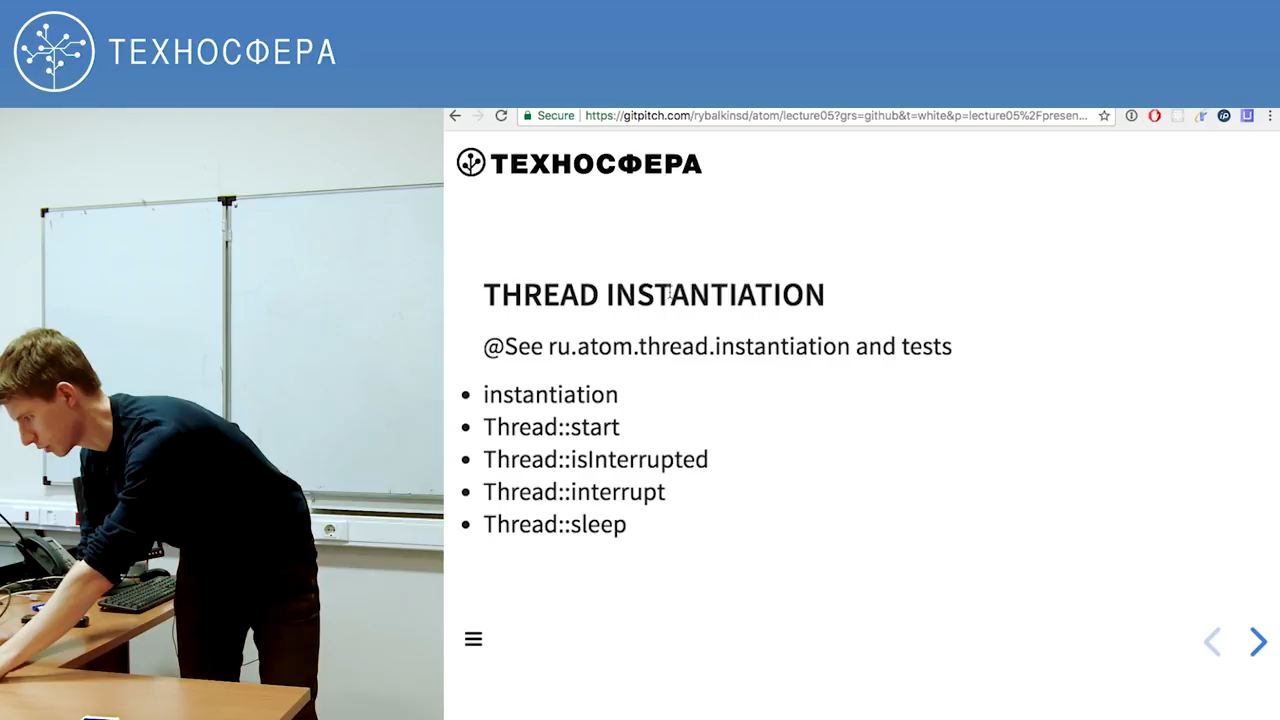 ТЕХНОСФЕРА
Secure https://gitpitch.com/rybalkinsd/atom/lecture05?grs=github&t=white&p=lecture05%2Fpresen...
ТЕХНОСФЕРА
THREAD INSTANTIATION
@See ru.atom.thread.instantiation and tests
• instantiation
• Thread::start
• Thread::isInterrupted
• Thread::interrupt
• Thread::sleep